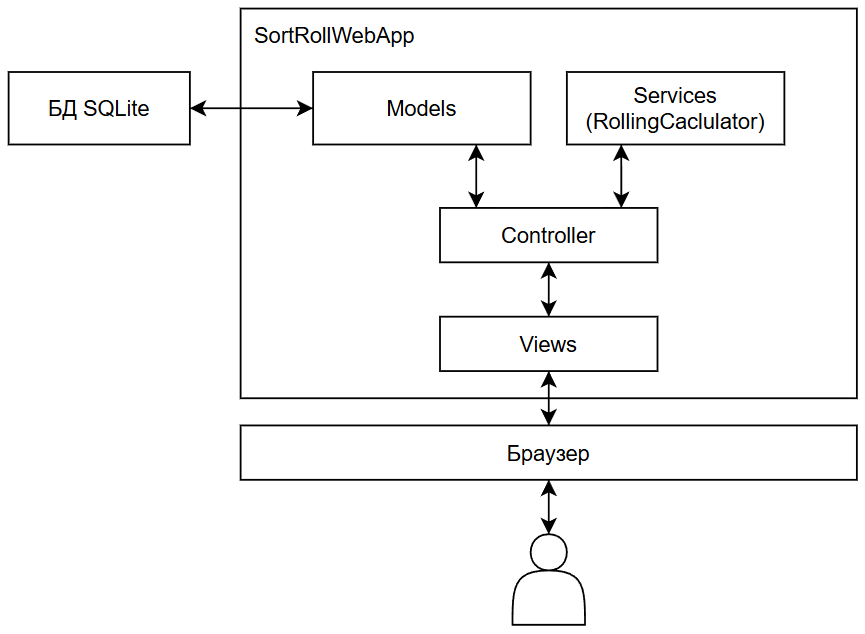 SortRollWebApp
БД SQLite
Models
Services
(RollingCaclulator)
Controller
Views
Браузер